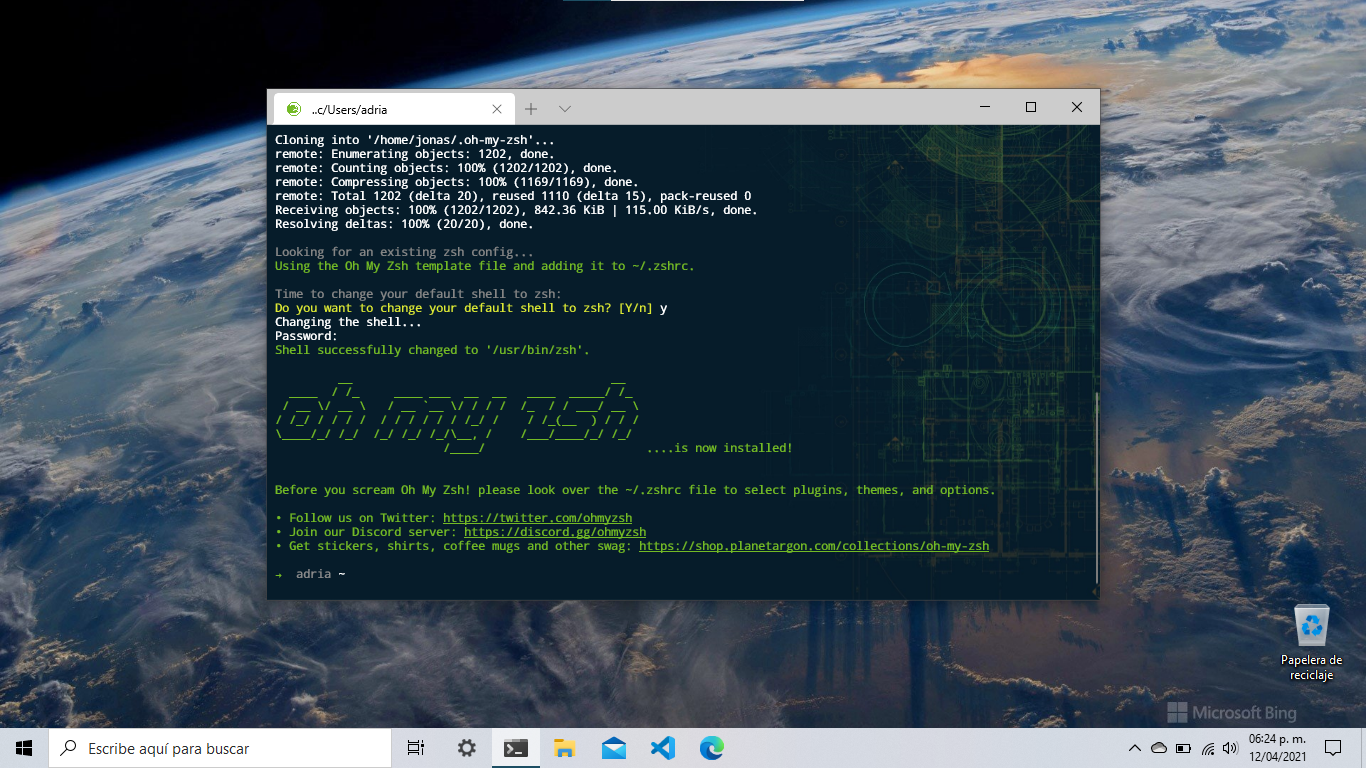 ..c/Users/adria
Cloning into '/home/jonas/.oh-my-zsh'...
remote: Enumerating objects: 1202, done.
remote: Counting objects: 100% (1202/1202), done.
remote: Compressing objects: 100% (1169/1169), done.
remote: Total 1202 (delta 20), reused 1110 (delta 15), pack-reused 0
Receiving objects: 100% (1202/1202), 842.36 KiB | 115.00 KiB/s, done.
Resolving deltas: 100% (20/20), done.
Looking for an existing zsh config...
Using the Oh My Zsh template file and adding it to ~/.zshrc.
Time to change your default shell to zsh:
Do you want to change your default shell to zsh? [Y/n] y
Changing the shell...
Password:
Shell successfully changed to '/usr/bin/zsh'.
oh my zsh
....is now installed!
Before you scream Oh My Zsh! please look over the ~/.zshrc file to select plugins, themes, and options.
• Follow us on Twitter: https://twitter.com/ohmyzsh
• Join our Discord server: https://discord.gg/ohmyzsh
• Get stickers, shirts, coffee mugs and other swag: https://shop.planetargon.com/collections/oh-my-zsh
→ adria ~
Papelera de
reciclaje
Microsoft Bing
Escribe aquí para buscar
06:24 p. m.
12/04/2021